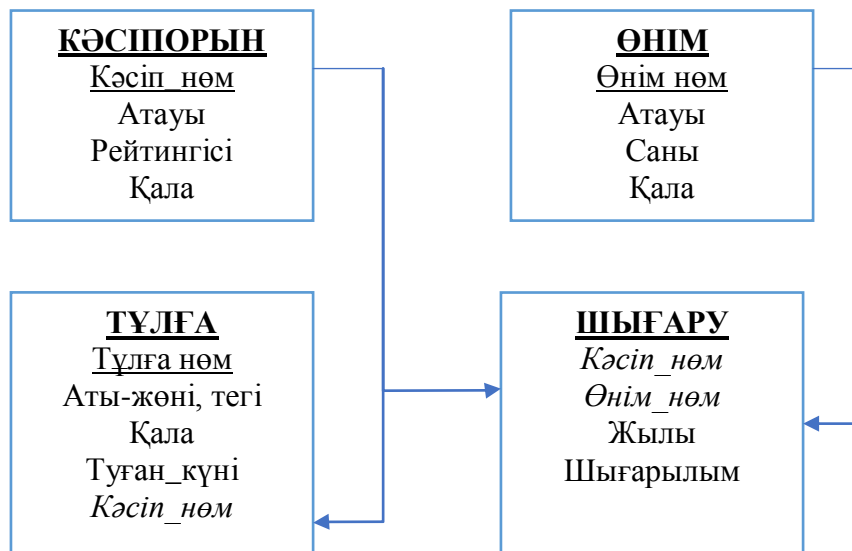 КӘСІПОРЫН
Кәсіп_нөм
Атауы
Рейтингісі
Қала
ӨНІМ
Өнім нөм
Атауы
Саны
Қала
ТҰЛҒА
Тұлға нөм
Аты-жөні, тегі
Қала
Туған_күні
Кәсіп_нөм
ШЫҒАРУ
Кәсіп_нөм
Өнім_нөм
Жылы
Шығарылым